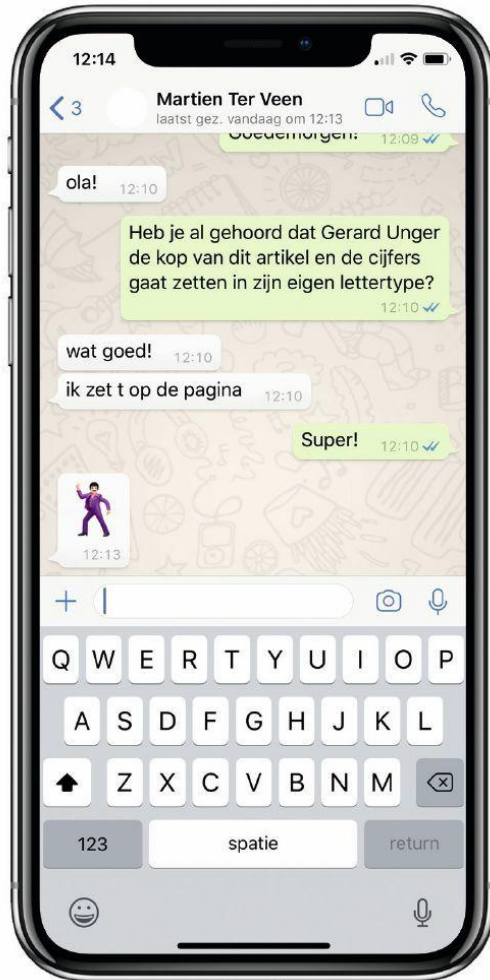 12:14
3
Martien Ter Veen
laatst gez. vandaag om 12:13
Goedemorgen! 12:09
ola! 12:10
Heb je al gehoord dat Gerard Unger
de kop van dit artikel en de cijfers
gaat zetten in zijn eigen lettertype?
12:10
wat goed! 12:10
ik zet t op de pagina 12:10
Super! 12:10
12:13
Q W E R T Y U I O P
A S D F G H J K L
Z X C V B N M
123 spatie return